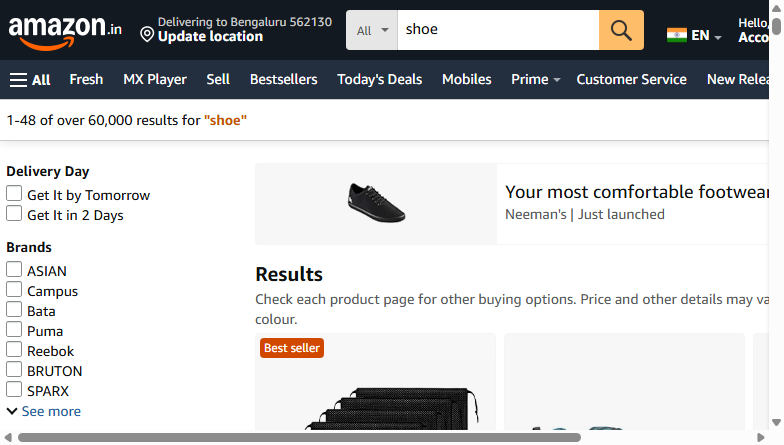 amazon.in
Delivering to Bengaluru 562130
Update location
All
shoe
EN
Hello,
Acco
All
Fresh
MX Player
Sell
Bestsellers
Today's Deals
Mobiles
Prime
Customer Service
New Relea
1-48 of over 60,000 results for "shoe"
Delivery Day
Get It by Tomorrow
Get It in 2 Days
Brands
ASIAN
Campus
Bata
Puma
Reebok
BRUTON
SPARX
See more
Your most comfortable footwear
Neeman's | Just launched
Results
Check each product page for other buying options. Price and other details may va
colour.
Best seller